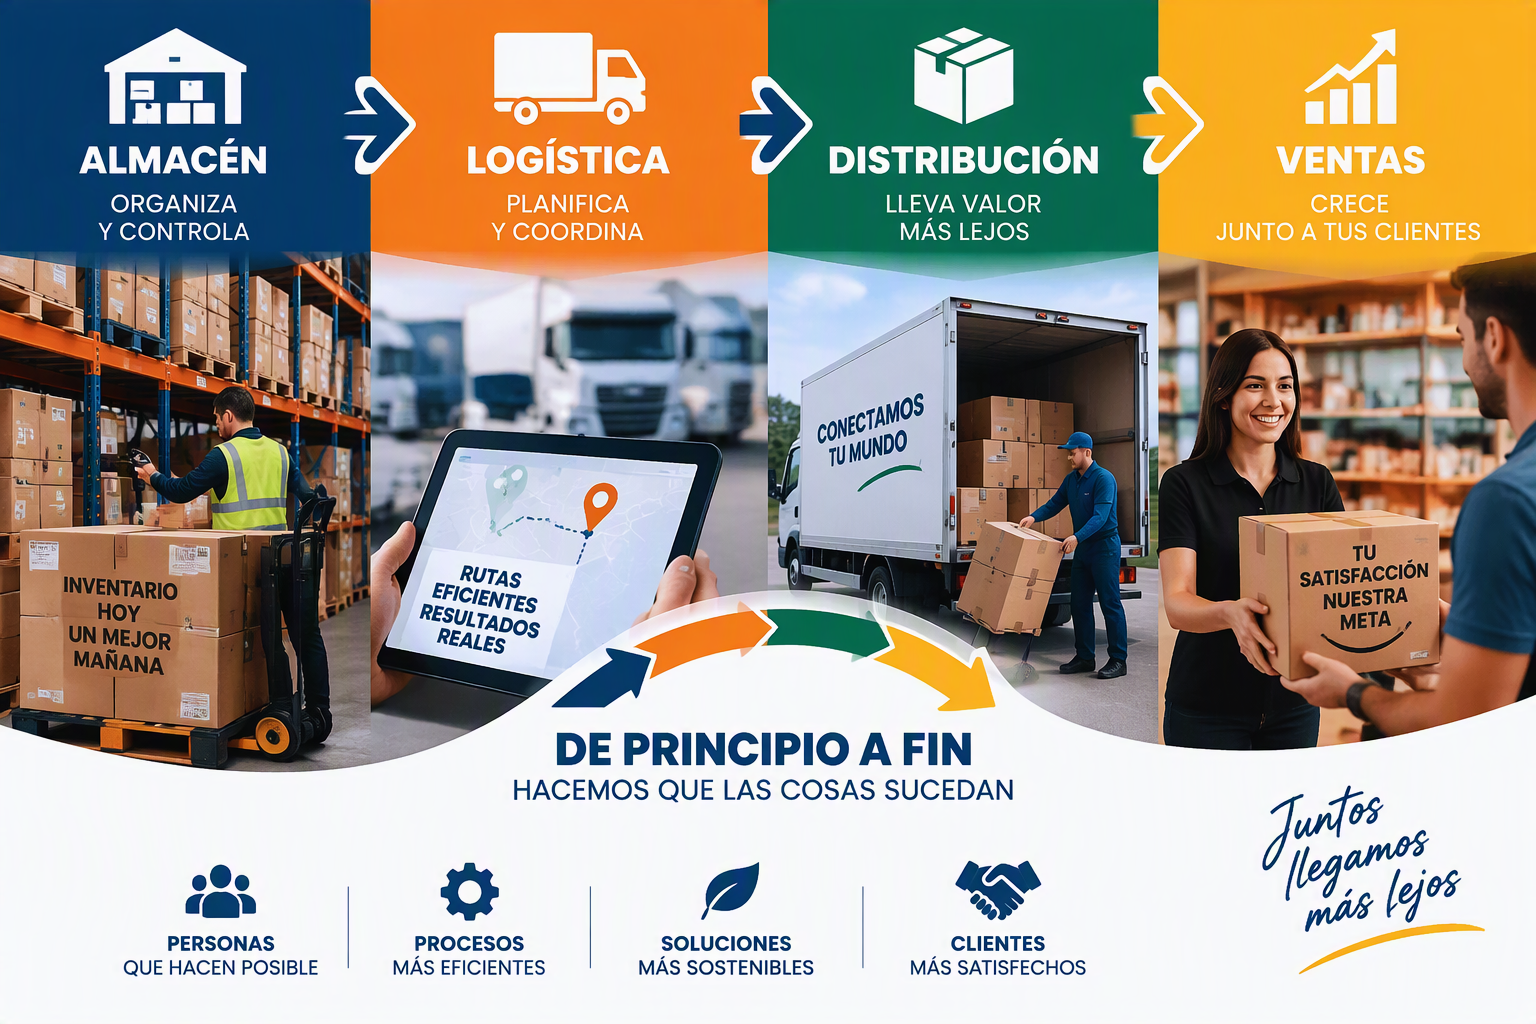 ALMACÉN
ORGANIZA
Y CONTROLA
LOGÍSTICA
PLANIFICA
Y COORDINA
DISTRIBUCIÓN
LLEVA VALOR
MÁS LEJOS
VENTAS
CRECE
JUNTO A TUS CLIENTES
INVENTARIO
HOY
UN MEJOR
MAÑANA
RUTAS
EFICIENTES
RESULTADOS
REALES
CONECTAMOS
TU MUNDO
TU
SATISFACCIÓN
NUESTRA
META
DE PRINCIPIO A FIN
HACEMOS QUE LAS COSAS SUCEDAN
PERSONAS
QUE HACEN POSIBLE
PROCESOS
MÁS EFICIENTES
SOLUCIONES
MÁS SOSTENIBLES
CLIENTES
MÁS SATISFECHOS
Juntos
llegamos
más lejos